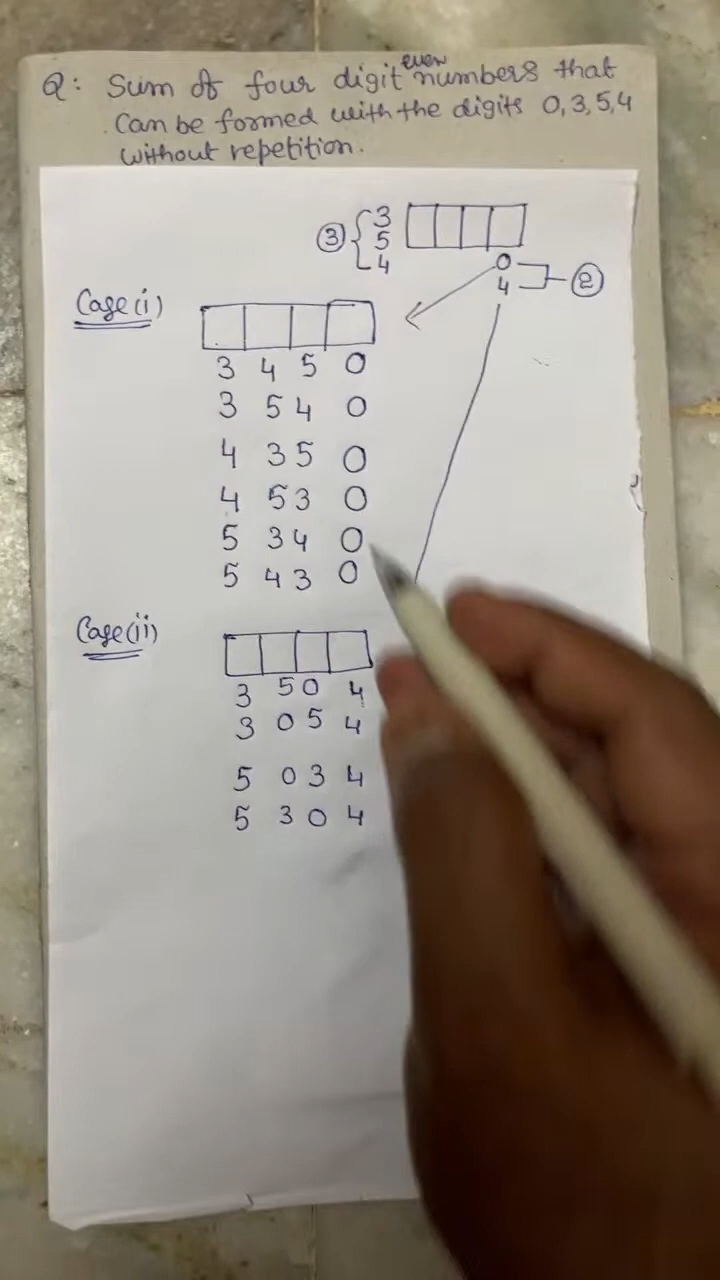 Q: Sum of four digit even numbers that
can be formed with the digits 0,3,5,4
without repetition.
③ { 3
5
4
0
4 ②
Case(i)
3 4 5 0
3 5 4 0
4 3 5 0
4 5 3 0
5 3 4 0
5 4 3 0
Case(ii)
3 5 0 4
3 0 5 4
5 0 3 4
5 3 0 4